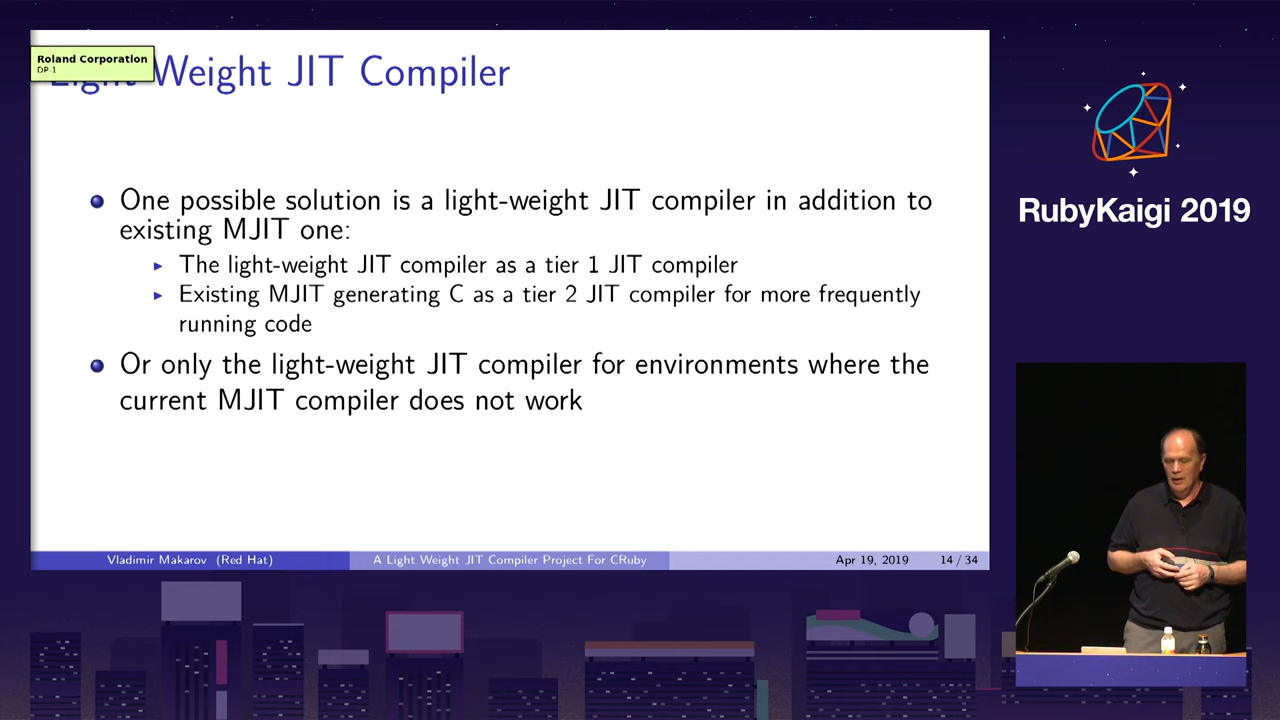 Roland Corporation
DP-1
Light Weight JIT Compiler
One possible solution is a light-weight JIT compiler in addition to
existing MJIT one:
The light-weight JIT compiler as a tier 1 JIT compiler
Existing MJIT generating C as a tier 2 JIT compiler for more frequently
running code
Or only the light-weight JIT compiler for environments where the
current MJIT compiler does not work
Vladimir Makarov (Red Hat)
A Light Weight JIT Compiler Project For CRuby
Apr 19, 2019
14 / 34
RubyKaigi 2019